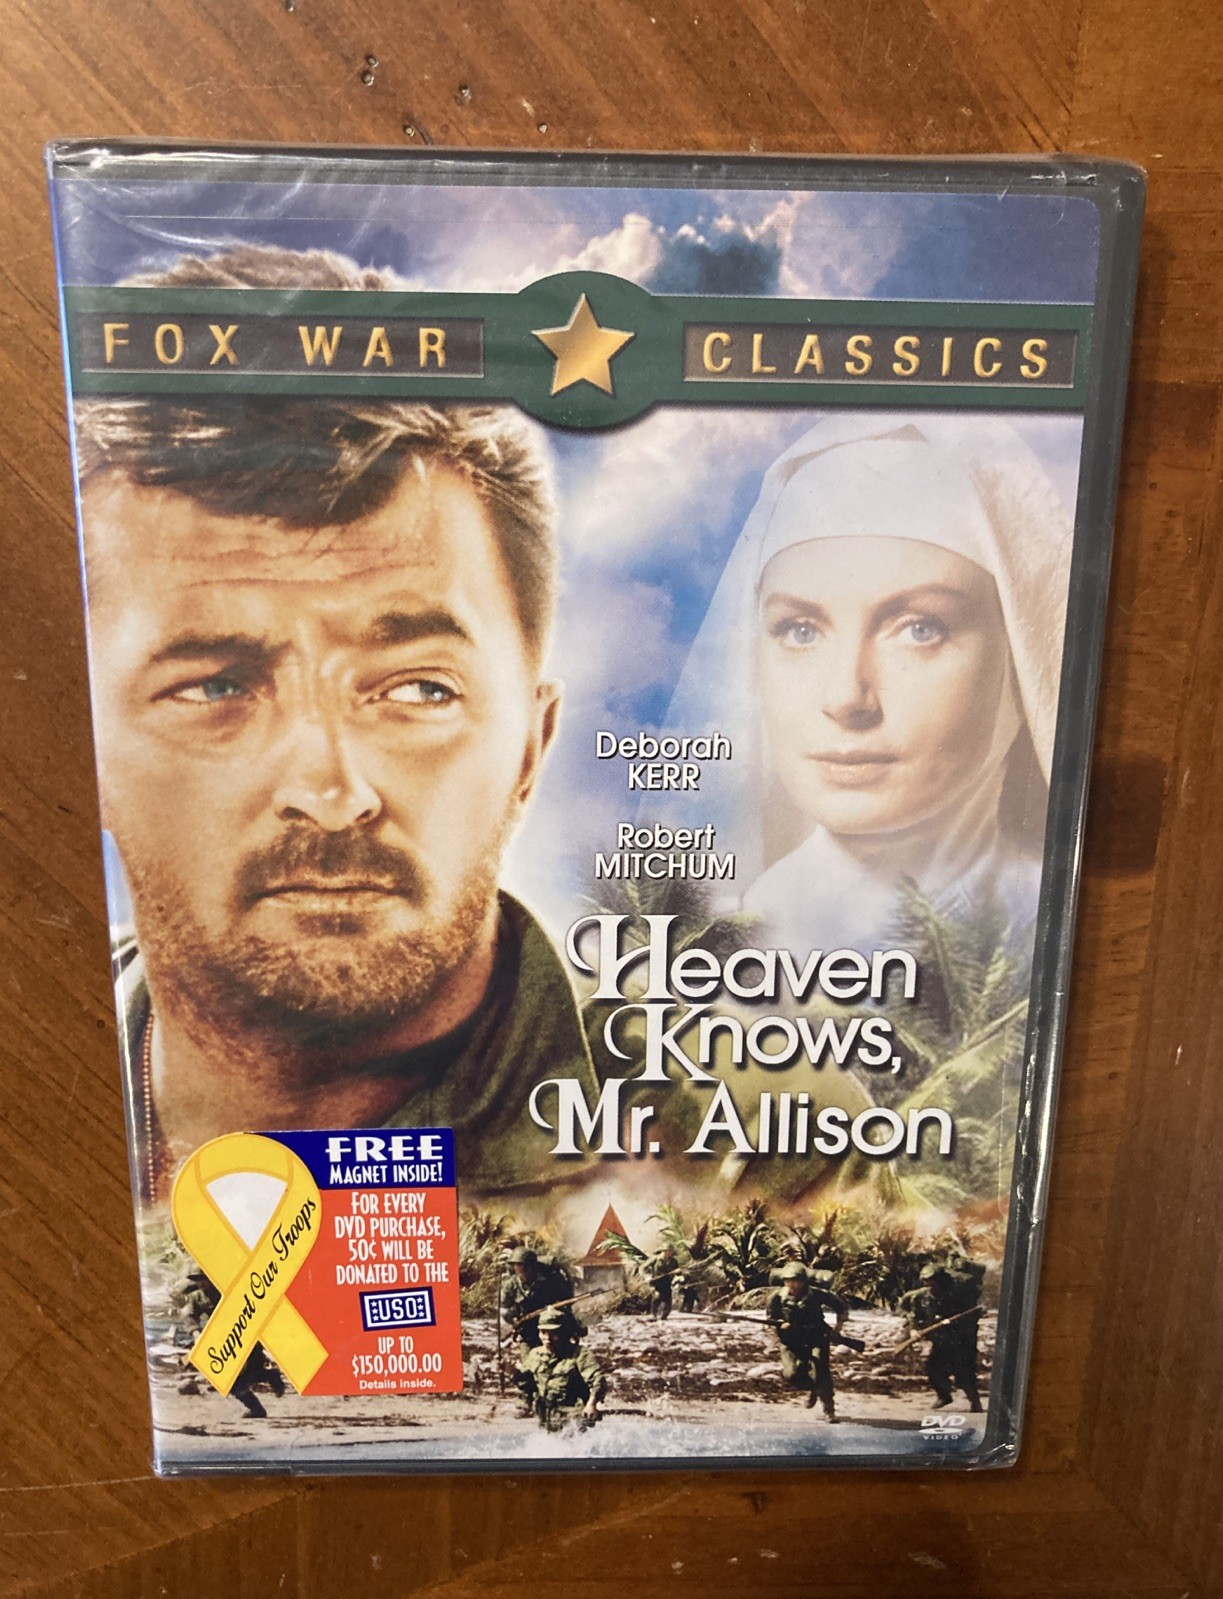 FOX WAR CLASSICS
Deborah
KERR
Robert
MITCHUM
Heaven
Knows,
Mr. Allison
FREE
MAGNET INSIDE!
FOR EVERY
DVD PURCHASE,
50¢ WILL BE
DONATED TO THE
USO
UP TO
$150,000.00
Details inside.
Support Our Troops
DVD
VIDEO